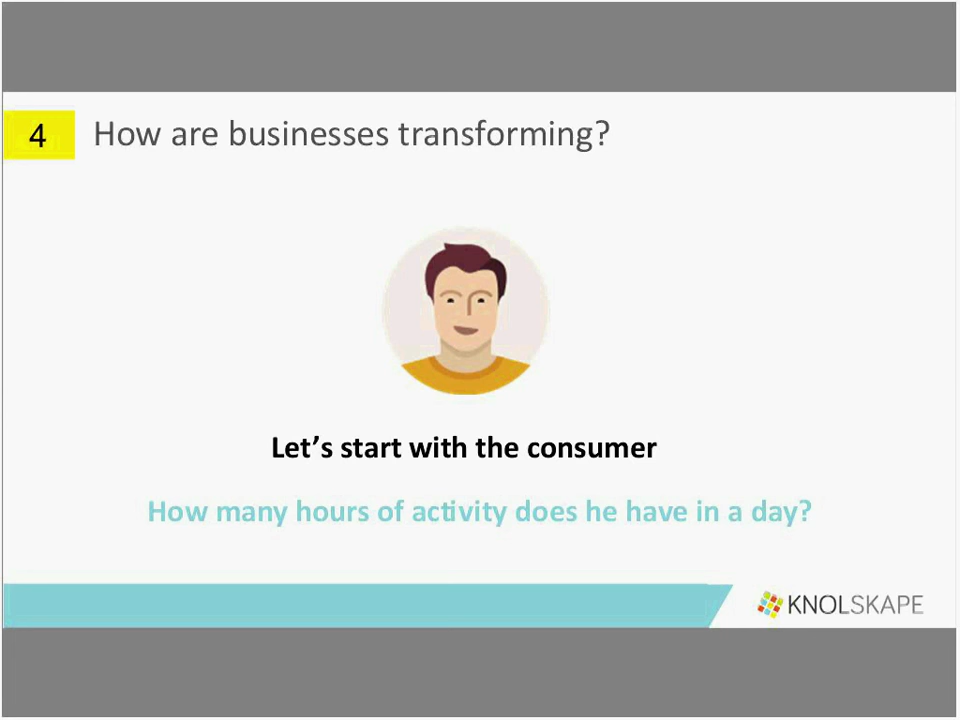 4
How are businesses transforming?
Let’s start with the consumer
How many hours of activity does he have in a day?
KNOLSKAPE